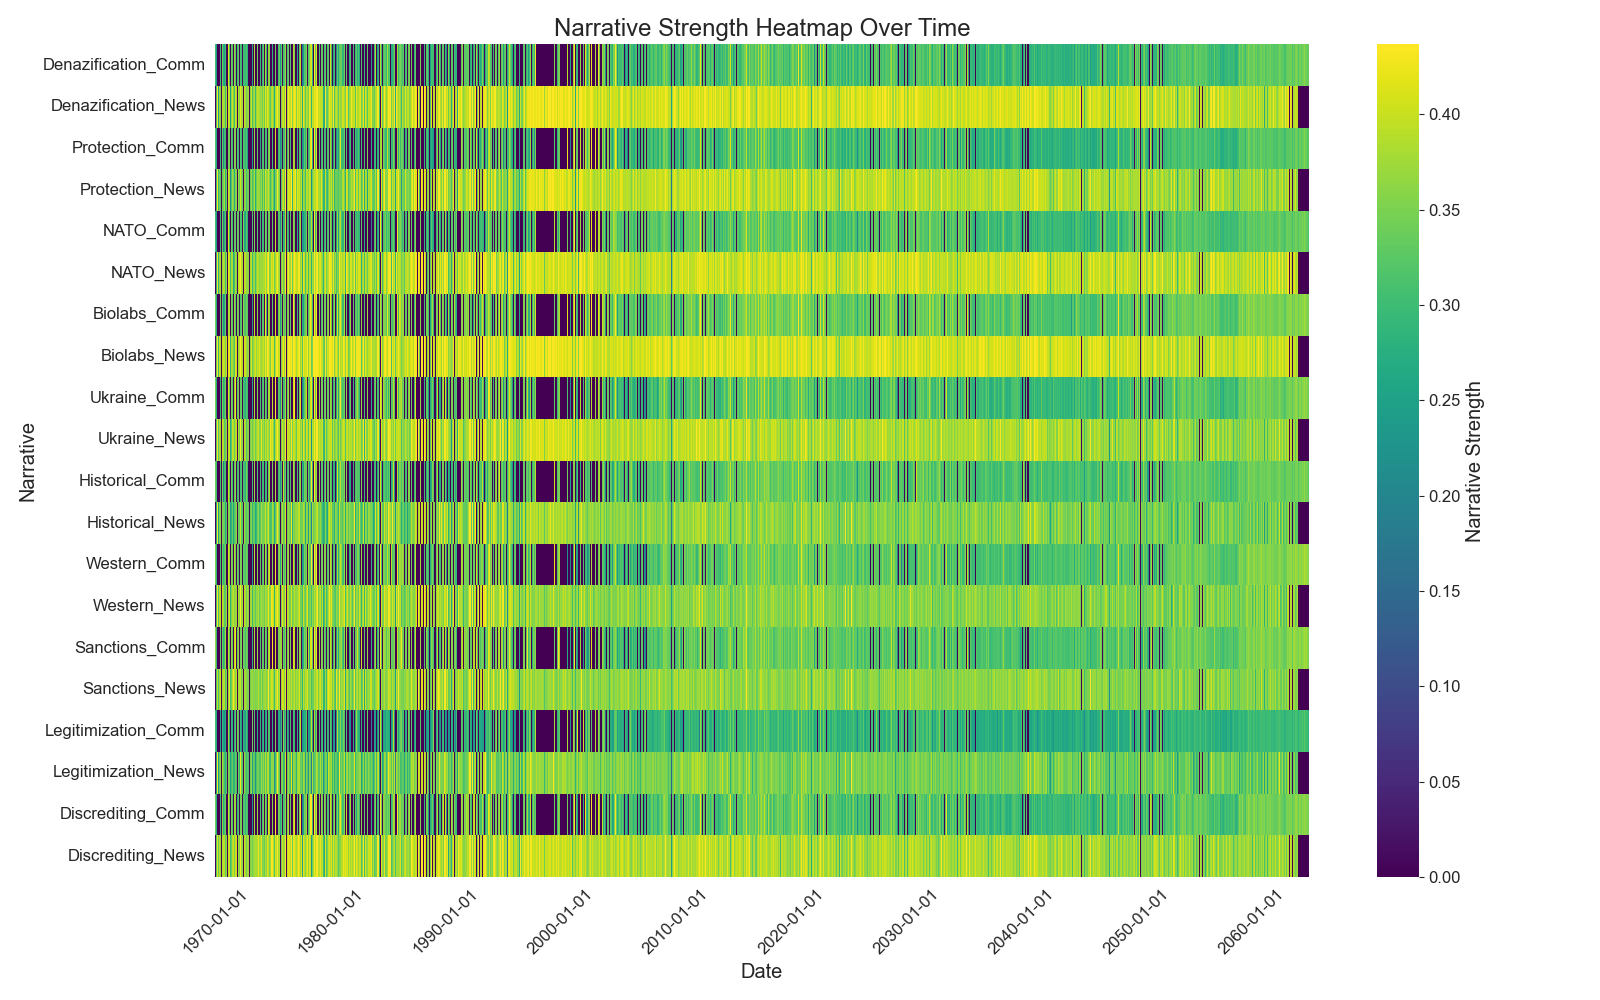 Narrative Strength Heatmap Over Time
Narrative
Denazification_Comm
Denazification_News
Protection_Comm
Protection_News
NATO_Comm
NATO_News
Biolabs_Comm
Biolabs_News
Ukraine_Comm
Ukraine_News
Historical_Comm
Historical_News
Western_Comm
Western_News
Sanctions_Comm
Sanctions_News
Legitimization_Comm
Legitimization_News
Discrediting_Comm
Discrediting_News
1970-01-01
1980-01-01
1990-01-01
2000-01-01
2010-01-01
2020-01-01
2030-01-01
2040-01-01
2050-01-01
2060-01-01
Date
0.40
0.35
0.30
0.25
0.20
0.15
0.10
0.05
0.00
Narrative Strength